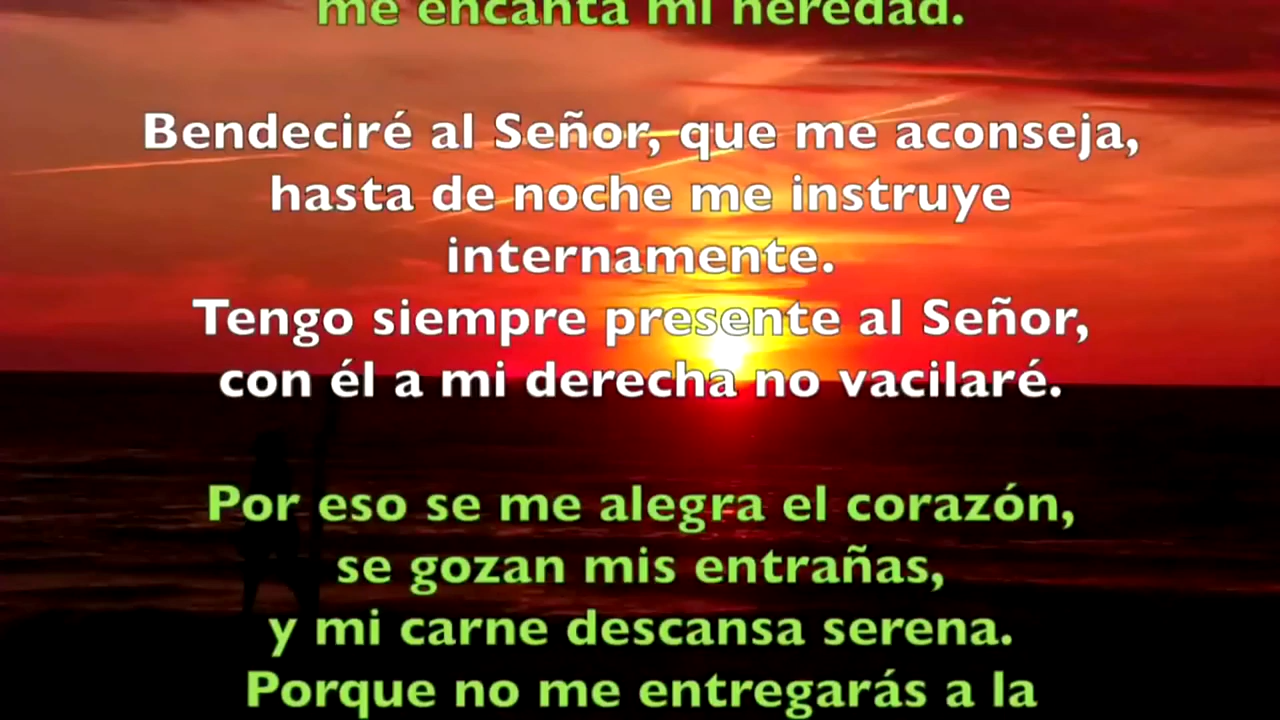 me encanta mi heredad.
Bendeciré al Señor, que me aconseja,
hasta de noche me instruye
internamente.
Tengo siempre presente al Señor,
con él a mi derecha no vacilaré.
Por eso se me alegra el corazón,
se gozan mis entrañas,
y mi carne descansa serena.
Porque no me entregarás a la